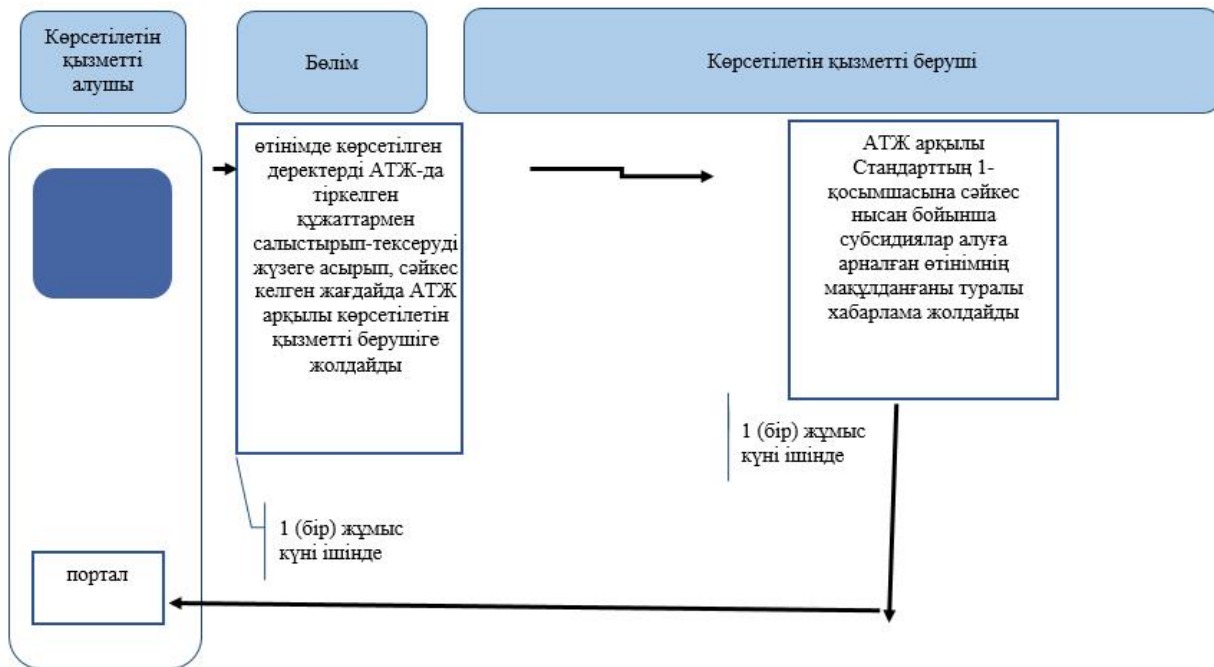 Көрсетілетін
қызметті
алушы
Бөлім
Көрсетілетін қызметті беруші
өтінімде көрсетілген
деректерді АТЖ-да
тіркелген
құжаттармен
салыстырып-тексеруді
жүзеге асырып, сәйкес
келген жағдайда АТЖ
арқылы көрсетілетін
қызметті берушіге
жолдайды
АТЖ арқылы
Стандарттың 1-
қосымшасына сәйкес
нысан бойынша
субсидиялар алуға
арналған өтінімнің
мақұлданғаны туралы
хабарлама жолдайды
1 (бір) жұмыс
күні ішінде
1 (бір) жұмыс
күні ішінде
портал